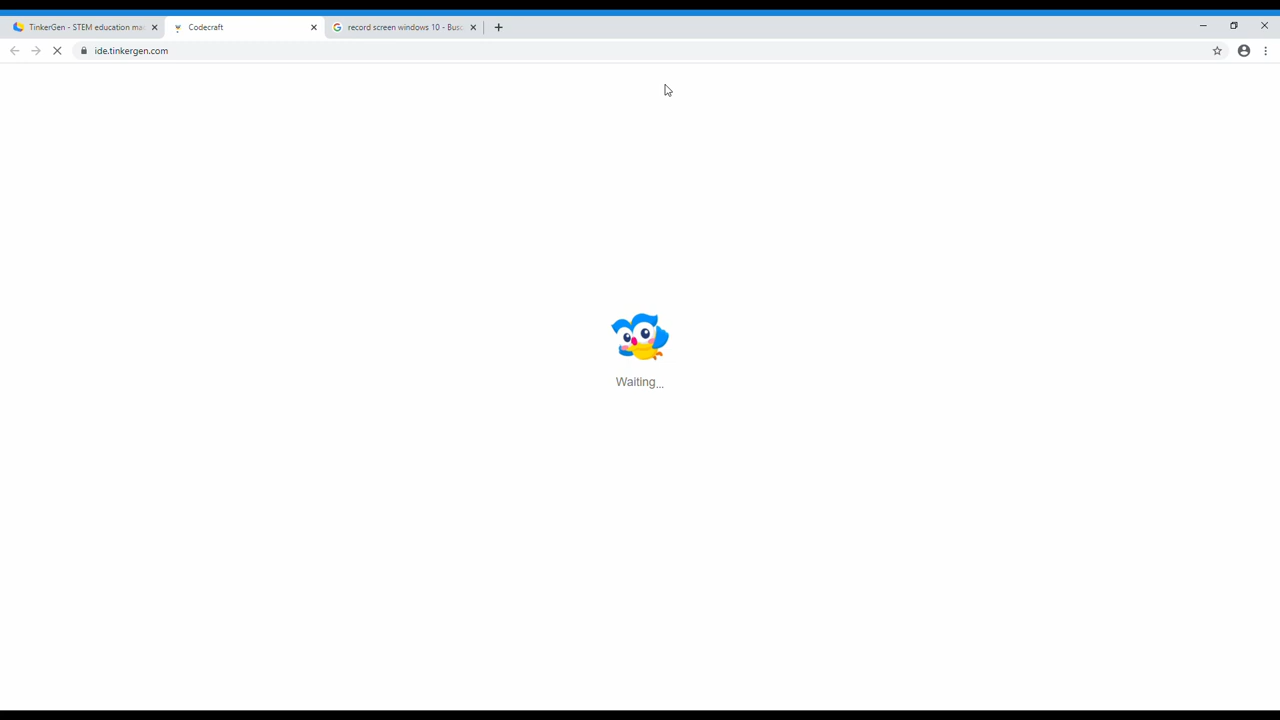 TinkerGen - STEM education ma
Codecraft
record screen windows 10 - Busc
ide.tinkergen.com
Waiting...